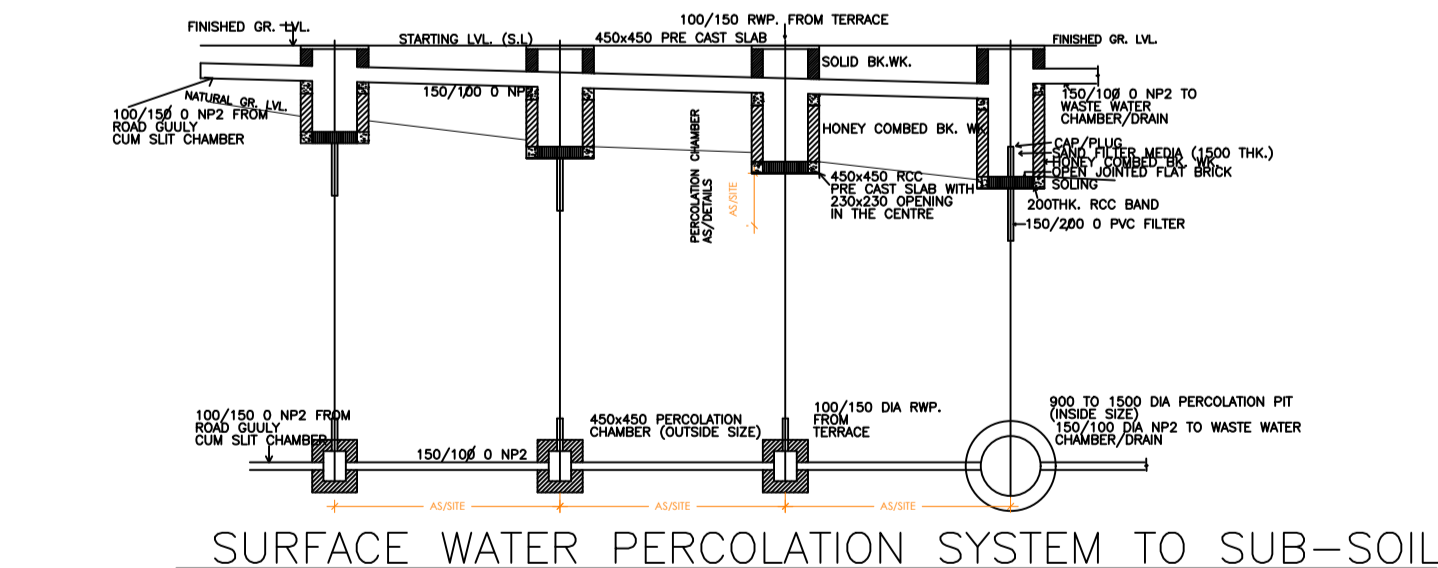 100/150 RWP. FROM TERRACE
FINISHED GR. LVL.
STARTING LVL. (S.L)
450x450 PRE CAST SLAB
FINISHED GR. LVL.
SOLID BK.WK.
NATURAL GR. LVL.
150/100 0 NP2
150/100 0 NP2 TO
WASTE WATER
CHAMBER/DRAIN
100/150 0 NP2 FROM
ROAD GUULY
CUM SLIT CHAMBER
HONEY COMBED BK. WK
CAP/PLUG
SAND FILTER MEDIA (1500 THK.)
HONEY COMBED BK. WK.
OPEN JOINTED FLAT BRICK
SOLING
PERCOLATION CHAMBER
AS/DETAILS
AS/SITE
450x450 RCC
PRE CAST SLAB WITH
230x230 OPENING
IN THE CENTRE
200THK. RCC BAND
150/200 0 PVC FILTER
100/150 0 NP2 FROM
ROAD GUULY
CUM SLIT CHAMBER
150/100 0 NP2
450x450 PERCOLATION
CHAMBER (OUTSIDE SIZE)
100/150 DIA RWP.
FROM
TERRACE
900 TO 1500 DIA PERCOLATION PIT
(INSIDE SIZE)
150/100 DIA NP2 TO WASTE WATER
CHAMBER/DRAIN
AS/SITE
AS/SITE
AS/SITE
SURFACE WATER PERCOLATION SYSTEM TO SUB-SOIL